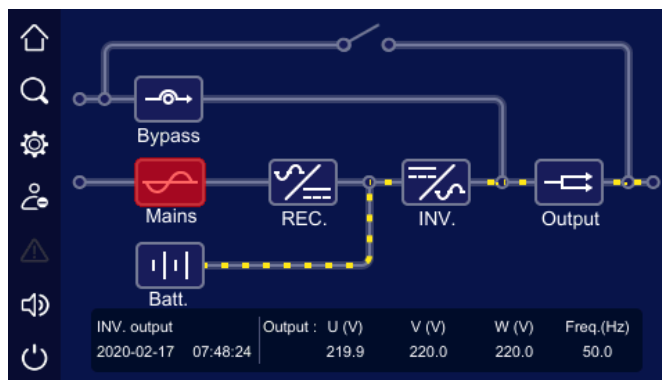 Bypass
Mains REC. INV. Output
Batt.
INV. output Output : U (V) V (V) W (V) Freq.(Hz)
2020-02-17 07:48:24 219.9 220.0 220.0 50.0